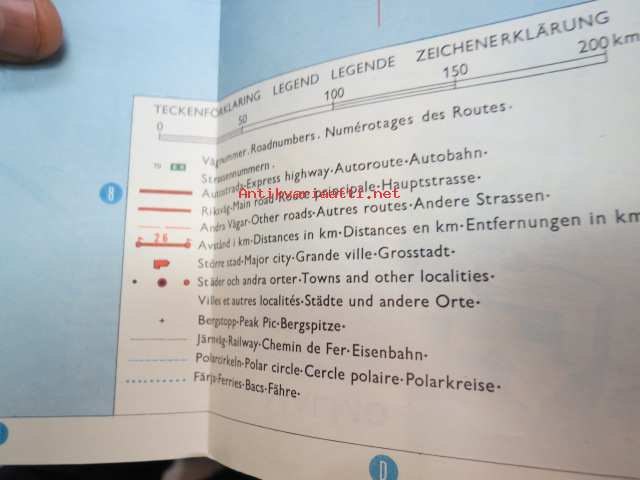 TECKENFÖRKLARING LEGEND LEGENDE ZEICHENERKLÄRUNG
0 50 100 150 200 km
Vägnummer. Roadnumbers. Numérotages des Routes.
Strassennummern.
Autostrada·Express highway·Autoroute·Autobahn·
Riksväg·Main road·Route principale·Hauptstrasse·
Antikvariaatti.net
Andra Vägar·Other roads·Autres routes·Andere Strassen·
26 Avstånd i km·Distances in km·Distances en km·Entfernungen in km
Större stad·Major city·Grande ville·Grosstadt·
Städer och andra orter·Towns and other localities·
Villes et autres localités·Städte und andere Orte·
Bergstopp·Peak Pic·Bergspitze·
Järnväg·Railway·Chemin de Fer·Eisenbahn·
Polarcirkeln·Polar circle·Cercle polaire·Polarkreise·
Färja·Ferries·Bacs·Fähre·
B
D